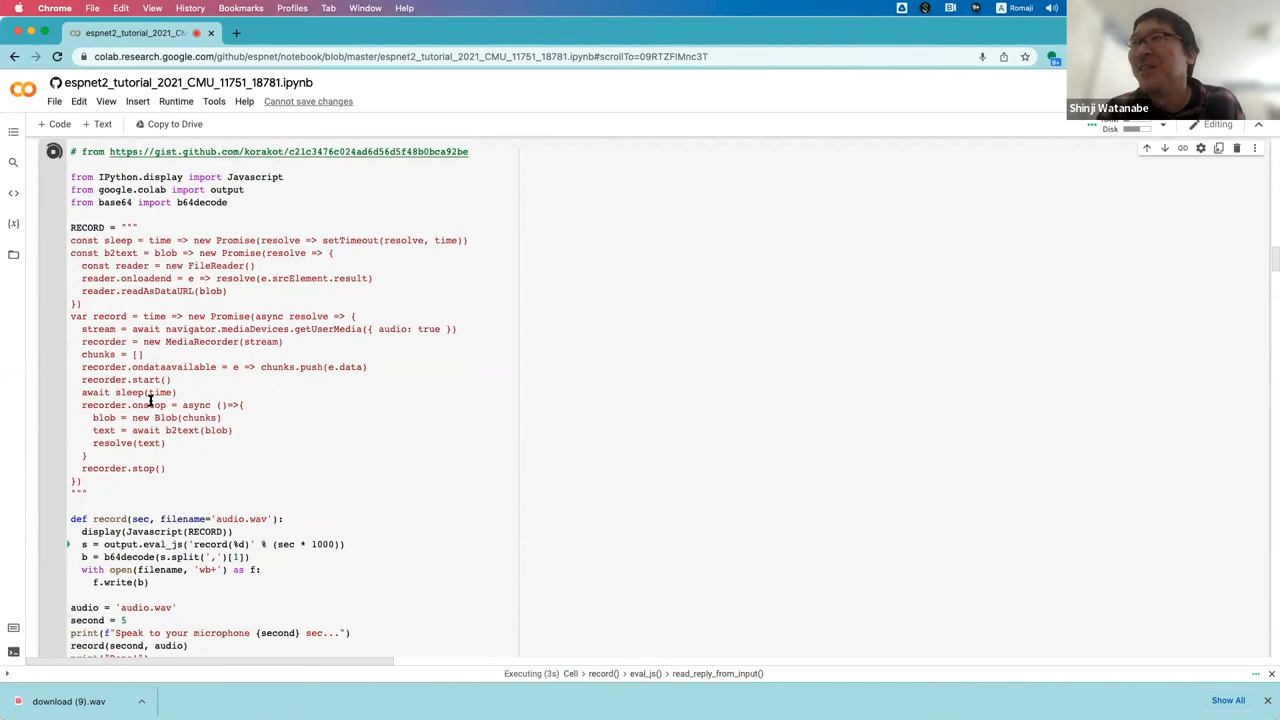 Chrome File Edit View History Bookmarks Profiles Tab Window Help 9+ A Romaji
espnet2_tutorial_2021_CM
colab.research.google.com/github/espnet/notebook/blob/master/espnet2_tutorial_2021_CMU_11751_18781.ipynb#scrollTo=09RTZFIMnc3T
9+
espnet2_tutorial_2021_CMU_11751_18781.ipynb
File Edit View Insert Runtime Tools Help Cannot save changes
Shinji Watanabe
+ Code + Text Copy to Drive
Disk
Editing
# from https://gist.github.com/korakot/c21c3476c024ad6d56d5f48b0bca92be
from IPython.display import Javascript
from google.colab import output
from base64 import b64decode
RECORD = """
const sleep = time => new Promise(resolve => setTimeout(resolve, time))
const b2text = blob => new Promise(resolve => {
const reader = new FileReader()
reader.onloadend = e => resolve(e.srcElement.result)
reader.readAsDataURL(blob)
})
var record = time => new Promise(async resolve => {
stream = await navigator.mediaDevices.getUserMedia({ audio: true })
recorder = new MediaRecorder(stream)
chunks = []
recorder.ondataavailable = e => chunks.push(e.data)
recorder.start()
await sleep(time)
recorder.onstop = async ()=>{
blob = new Blob(chunks)
text = await b2text(blob)
resolve(text)
}
recorder.stop()
})
"""
def record(sec, filename='audio.wav'):
display(Javascript(RECORD))
s = output.eval_js('record(%d)' % (sec * 1000))
b = b64decode(s.split(',')[1])
with open(filename, 'wb+') as f:
f.write(b)
audio = 'audio.wav'
second = 5
print(f"Speak to your microphone {second} sec...")
record(second, audio)
Executing (3s) Cell > record() > eval_js() > read_reply_from_input()
download (9).wav
Show All